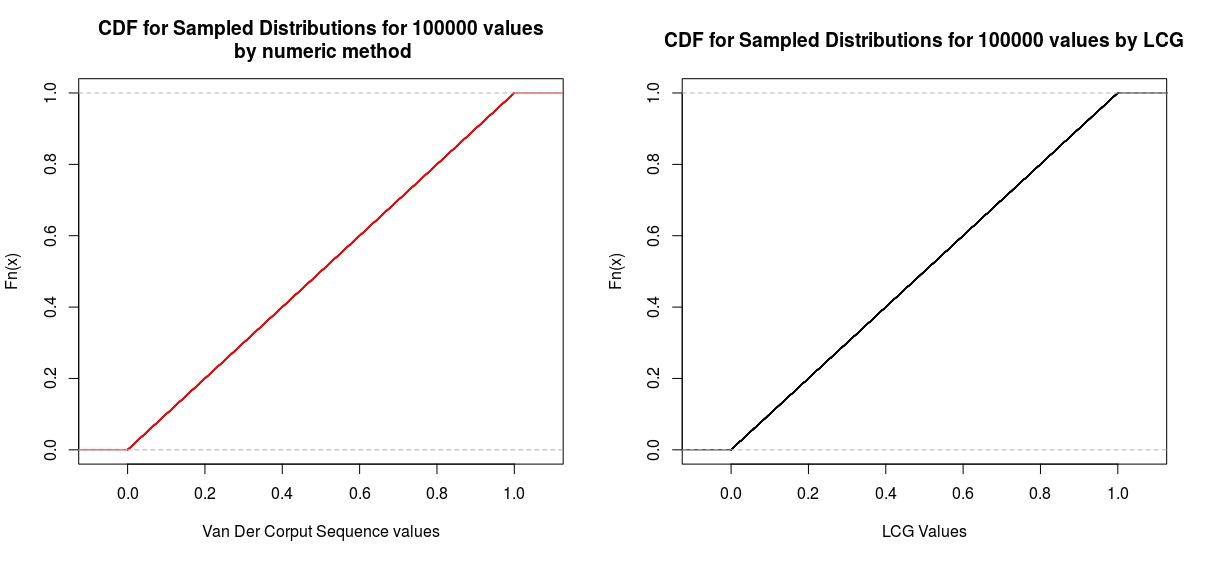 CDF for Sampled Distributions for 100000 values
by numeric method
Fn(x)
1.0
0.8
0.6
0.4
0.2
0.0
0.0 0.2 0.4 0.6 0.8 1.0
Van Der Corput Sequence values
CDF for Sampled Distributions for 100000 values by LCG
Fn(x)
1.0
0.8
0.6
0.4
0.2
0.0
0.0 0.2 0.4 0.6 0.8 1.0
LCG Values